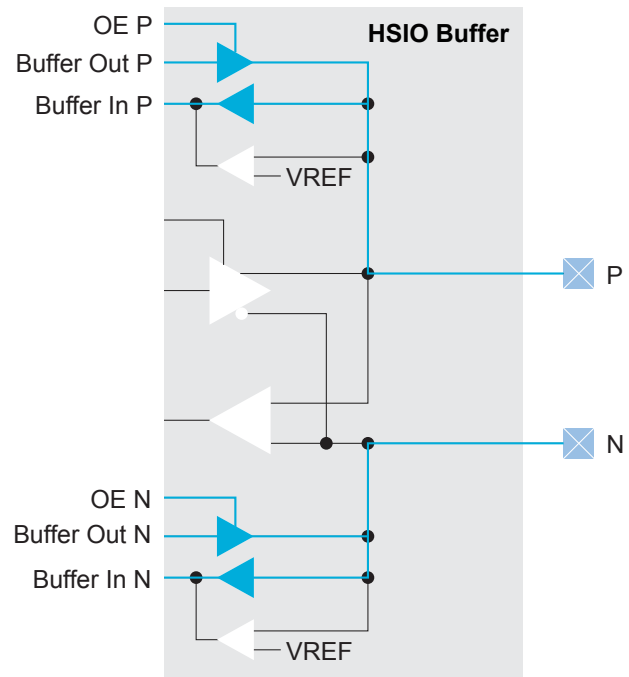 OE P
HSIO Buffer
Buffer Out P
Buffer In P
VREF
P
N
OE N
Buffer Out N
Buffer In N
VREF